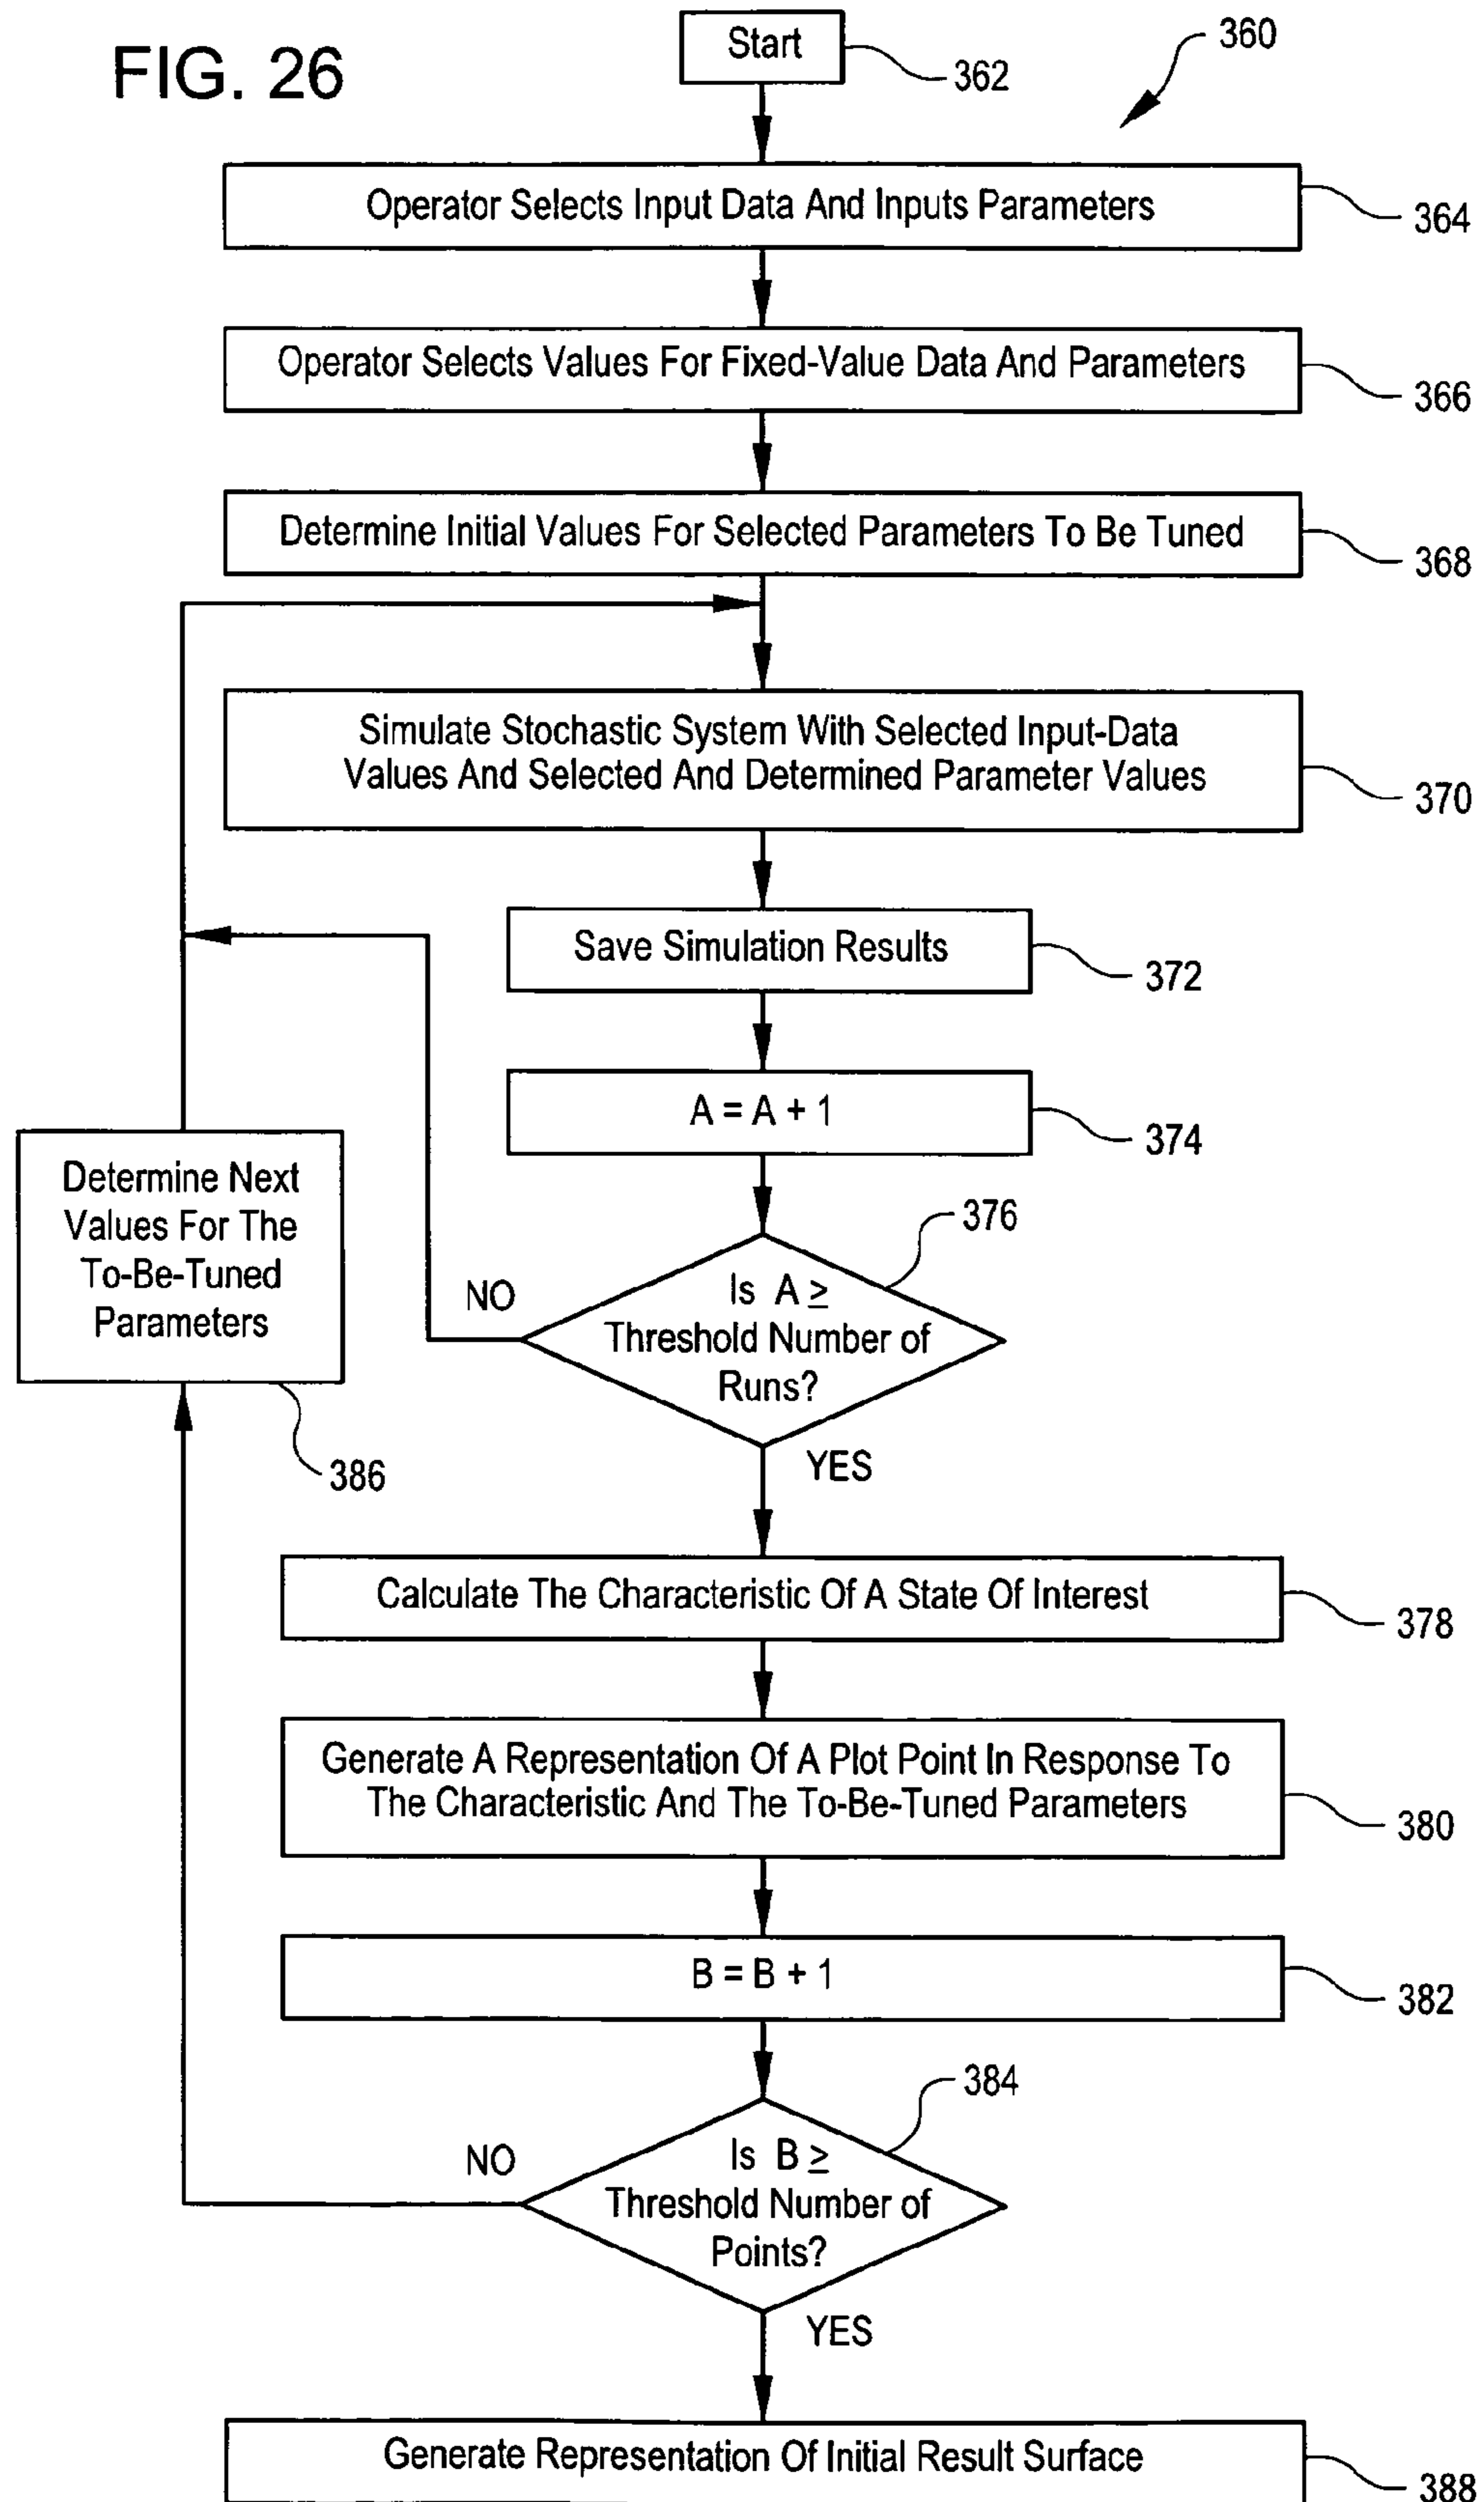 FIG. 26
Start
362
360
Operator Selects Input Data And Inputs Parameters
364
Operator Selects Values For Fixed-Value Data And Parameters
366
Determine Initial Values For Selected Parameters To Be Tuned
368
Simulate Stochastic System With Selected Input-Data
Values And Selected And Determined Parameter Values
370
Save Simulation Results
372
A = A + 1
374
376
Is A ≥
Threshold Number of
Runs?
NO
YES
Determine Next
Values For The
To-Be-Tuned
Parameters
386
Calculate The Characteristic Of A State Of Interest
378
Generate A Representation Of A Plot Point In Response To
The Characteristic And The To-Be-Tuned Parameters
380
B = B + 1
382
384
Is B ≥
Threshold Number of
Points?
NO
YES
Generate Representation Of Initial Result Surface
388